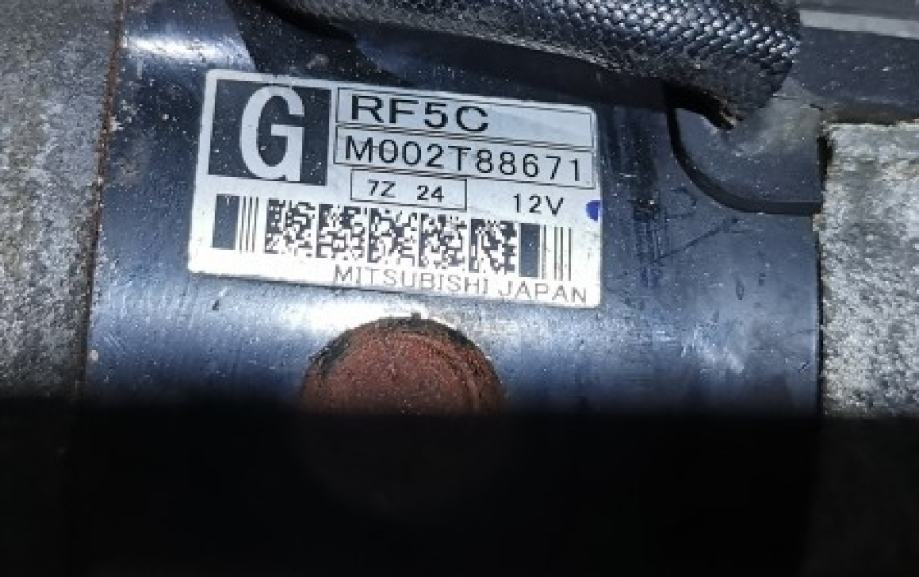 G
RF5C
M002T88671
7Z 24
12V
MITSUBISHI JAPAN